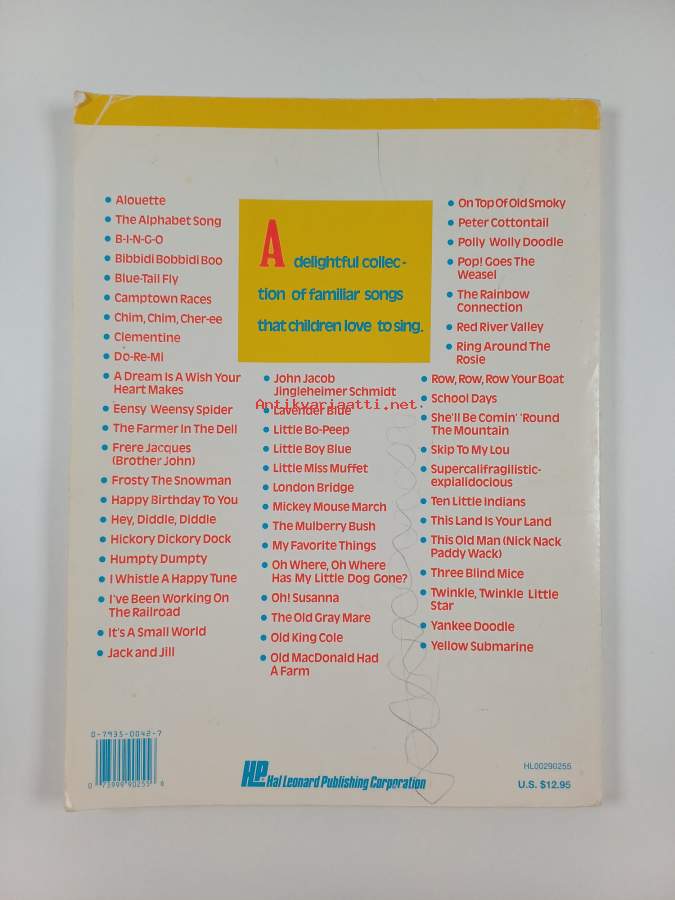 A delightful collec-
tion of familiar songs
that children love to sing.
• Alouette
• The Alphabet Song
• B-I-N-G-O
• Bibbidi Bobbidi Boo
• Blue-Tail Fly
• Camptown Races
• Chim, Chim, Cher-ee
• Clementine
• Do-Re-Mi
• A Dream Is A Wish Your
Heart Makes
• Eensy Weensy Spider
• The Farmer In The Dell
• Frere Jacques
(Brother John)
• Frosty The Snowman
• Happy Birthday To You
• Hey, Diddle, Diddle
• Hickory Dickory Dock
• Humpty Dumpty
• I Whistle A Happy Tune
• I've Been Working On
The Railroad
• It's A Small World
• Jack and Jill
• John Jacob
Jingleheimer Schmidt
• Lavender Blue
Antikvariaatti.net
• Little Bo-Peep
• Little Boy Blue
• Little Miss Muffet
• London Bridge
• Mickey Mouse March
• The Mulberry Bush
• My Favorite Things
• Oh Where, Oh Where
Has My Little Dog Gone?
• Oh! Susanna
• The Old Gray Mare
• Old King Cole
• Old MacDonald Had
A Farm
• On Top Of Old Smoky
• Peter Cottontail
• Polly Wolly Doodle
• Pop! Goes The
Weasel
• The Rainbow
Connection
• Red River Valley
• Ring Around The
Rosie
• Row, Row, Row Your Boat
• School Days
• She'll Be Comin' 'Round
The Mountain
• Skip To My Lou
• Supercalifragilistic-
expialidocious
• Ten Little Indians
• This Land Is Your Land
• This Old Man (Nick Nack
Paddy Wack)
• Three Blind Mice
• Twinkle, Twinkle Little
Star
• Yankee Doodle
• Yellow Submarine
0-7935-0042-7
0 73999 90255 6
HL Hal Leonard Publishing Corporation
HL00290255
U.S. $12.95